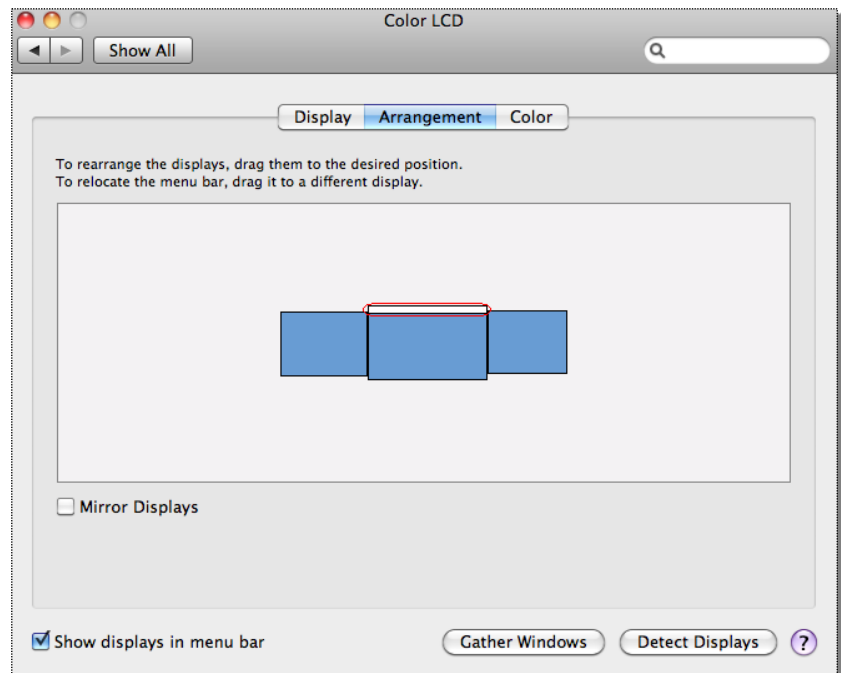 Color LCD
Show All
Display Arrangement Color
To rearrange the displays, drag them to the desired position.
To relocate the menu bar, drag it to a different display.
Mirror Displays
Show displays in menu bar
Gather Windows
Detect Displays
?